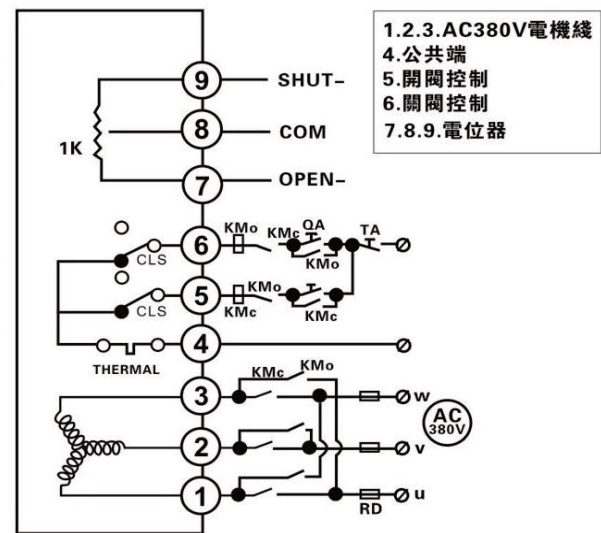 1.2.3.AC380V電機綫
4.公共端
5.開閥控制
6.關閥控制
7.8.9.電位器
9 SHUT-
8 COM
1K
7 OPEN-
KMo KMc QA TA
6
CLS KMo
5 KMo
CLS KMc KMc
4
THERMAL
KMc KMo
3 w
AC
380V
2 v
1 u
RD